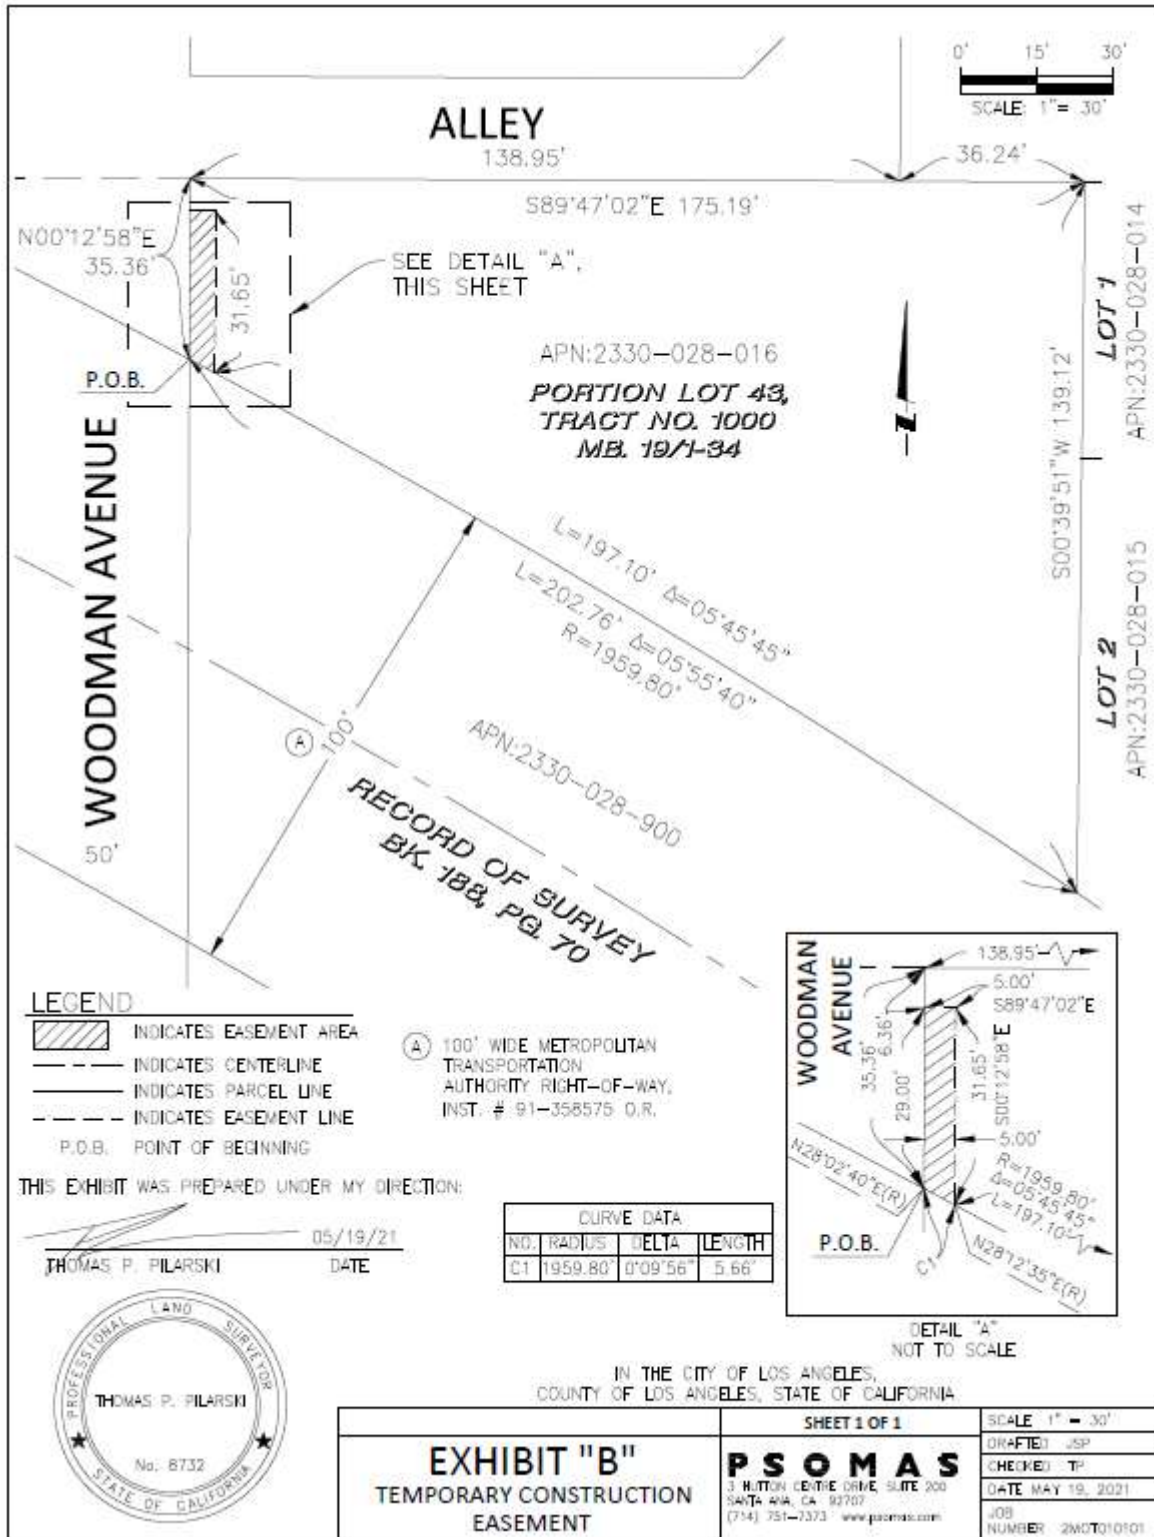 0' 15' 30'
SCALE: 1"= 30'
ALLEY
138.95'
36.24'
S89°47'02"E 175.19'
N00°12'58"E
35.36'
31.65'
SEE DETAIL "A",
THIS SHEET
P.O.B.
APN:2330-028-016
PORTION LOT 43,
TRACT NO. 1000
MB. 19/1-34
LOT 1
APN:2330-028-014
S00°39'51"W 139.12'
LOT 2
APN:2330-028-015
WOODMAN AVENUE
L=197.10' Δ=05°45'45"
L=202.76' Δ=05°55'40"
R=1959.80'
A
100'
APN:2330-028-900
RECORD OF SURVEY
BK. 188, PG. 70
50'
LEGEND
INDICATES EASEMENT AREA
INDICATES CENTERLINE
INDICATES PARCEL LINE
INDICATES EASEMENT LINE
P.O.B. POINT OF BEGINNING
A 100' WIDE METROPOLITAN
TRANSPORTATION
AUTHORITY RIGHT-OF-WAY,
INST. # 91-358575 O.R.
WOODMAN
AVENUE
138.95'
5.00'
S89°47'02"E
6.36'
35.36'
29.00'
31.65'
S00°12'58"E
5.00'
N28°02'40"E(R)
R=1959.80'
Δ=05°45'45"
L=197.10'
P.O.B.
C1
N28°12'35"E(R)
DETAIL "A"
NOT TO SCALE
THIS EXHIBIT WAS PREPARED UNDER MY DIRECTION:
05/19/21
THOMAS P. PILARSKI DATE
CURVE DATA
NO. RADIUS DELTA LENGTH
C1 1959.80' 0°09'56" 5.66'
PROFESSIONAL LAND SURVEYOR
THOMAS P. PILARSKI
No. 8732
STATE OF CALIFORNIA
IN THE CITY OF LOS ANGELES,
COUNTY OF LOS ANGELES, STATE OF CALIFORNIA
EXHIBIT "B"
TEMPORARY CONSTRUCTION
EASEMENT
SHEET 1 OF 1
PSOMAS
3 HUTTON CENTRE DRIVE, SUITE 200
SANTA ANA, CA 92707
(714) 751-7373 www.psomas.com
SCALE 1" = 30'
DRAFTED JSP
CHECKED TP
DATE MAY 19, 2021
JOB
NUMBER 2MOT010101